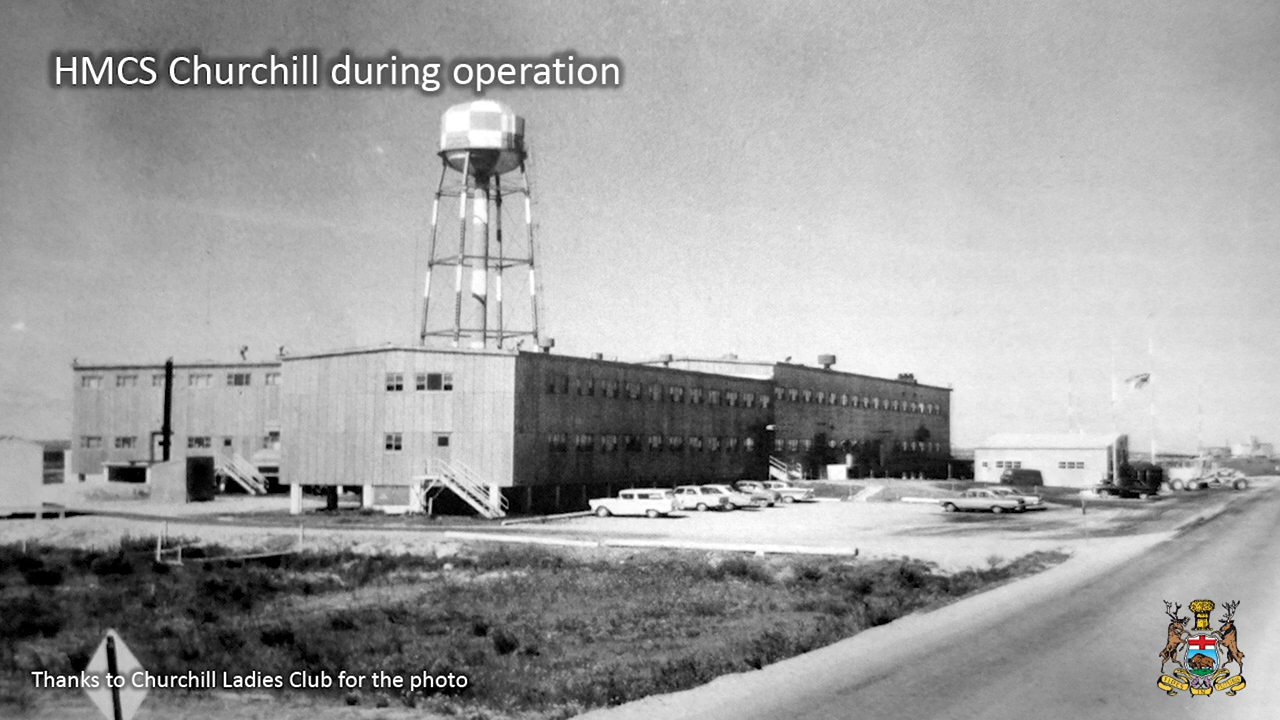 HMCS Churchill during operation
Thanks to Churchill Ladies Club for the photo